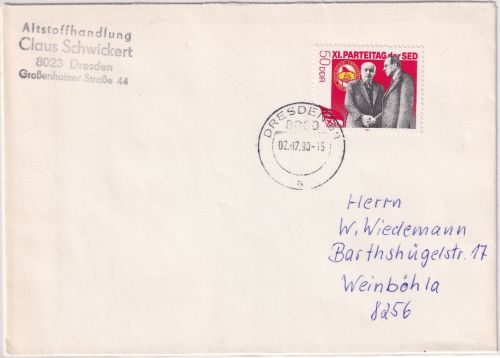 Altstoffhandlung
Claus Schwickert
8023 Dresden
Großenhainer Straße 44
XI. PARTEITAG der SED
50 DDR
DRESDEN
02.07.90-15
a
Herrn
W. Wiedemann
Barthshügelstr. 17
Weinböhla
8256